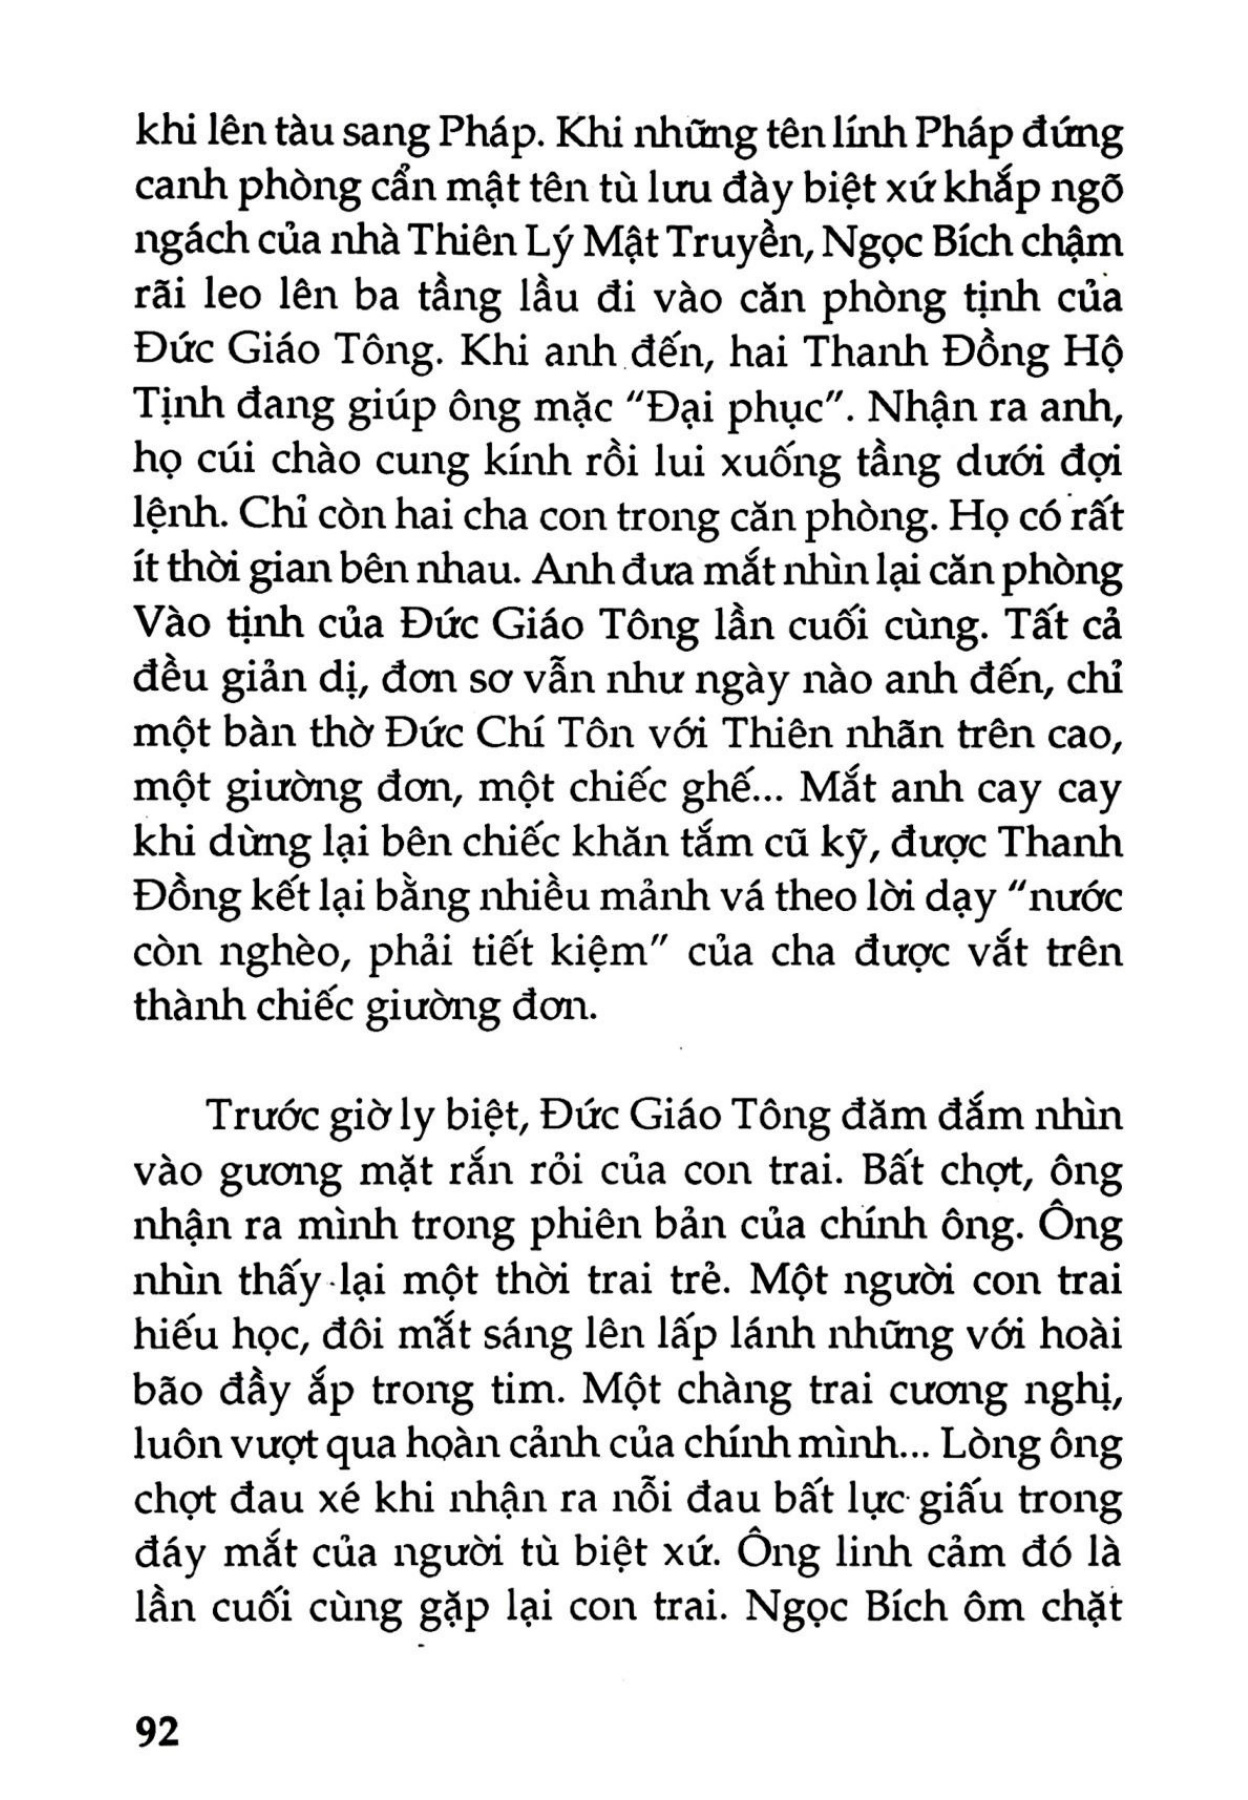 khi lên tàu sang Pháp. Khi những tên lính Pháp đứng
canh phòng cẩn mật tên tù lưu đày biệt xứ khắp ngõ
ngách của nhà Thiên Lý Mật Truyền, Ngọc Bích chậm
rãi leo lên ba tầng lầu đi vào căn phòng tịnh của
Đức Giáo Tông. Khi anh đến, hai Thanh Đồng Hộ
Tịnh đang giúp ông mặc "Đại phục". Nhận ra anh,
họ cúi chào cung kính rồi lui xuống tầng dưới đợi
lệnh. Chỉ còn hai cha con trong căn phòng. Họ có rất
ít thời gian bên nhau. Anh đưa mắt nhìn lại căn phòng
Vào tịnh của Đức Giáo Tông lần cuối cùng. Tất cả
đều giản dị, đơn sơ vẫn như ngày nào anh đến, chỉ
một bàn thờ Đức Chí Tôn với Thiên nhãn trên cao,
một giường đơn, một chiếc ghế... Mắt anh cay cay
khi dừng lại bên chiếc khăn tắm cũ kỹ, được Thanh
Đồng kết lại bằng nhiều mảnh vá theo lời dạy "nước
còn nghèo, phải tiết kiệm" của cha được vắt trên
thành chiếc giường đơn.
Trước giờ ly biệt, Đức Giáo Tông đăm đắm nhìn
vào gương mặt rắn rỏi của con trai. Bất chợt, ông
nhận ra mình trong phiên bản của chính ông. Ông
nhìn thấy lại một thời trai trẻ. Một người con trai
hiếu học, đôi mắt sáng lên lấp lánh những với hoài
bão đầy ắp trong tim. Một chàng trai cương nghị,
luôn vượt qua hoàn cảnh của chính mình... Lòng ông
chợt đau xé khi nhận ra nỗi đau bất lực giấu trong
đáy mắt của người tù biệt xứ. Ông linh cảm đó là
lần cuối cùng gặp lại con trai. Ngọc Bích ôm chặt
92